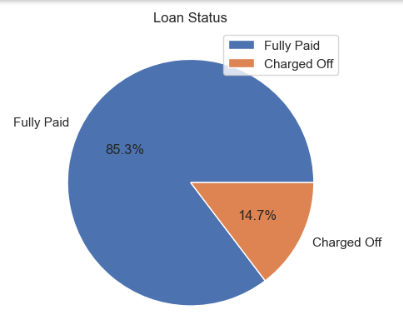 Loan Status
Fully Paid
Charged Off
Fully Paid
85.3%
14.7%
Charged Off